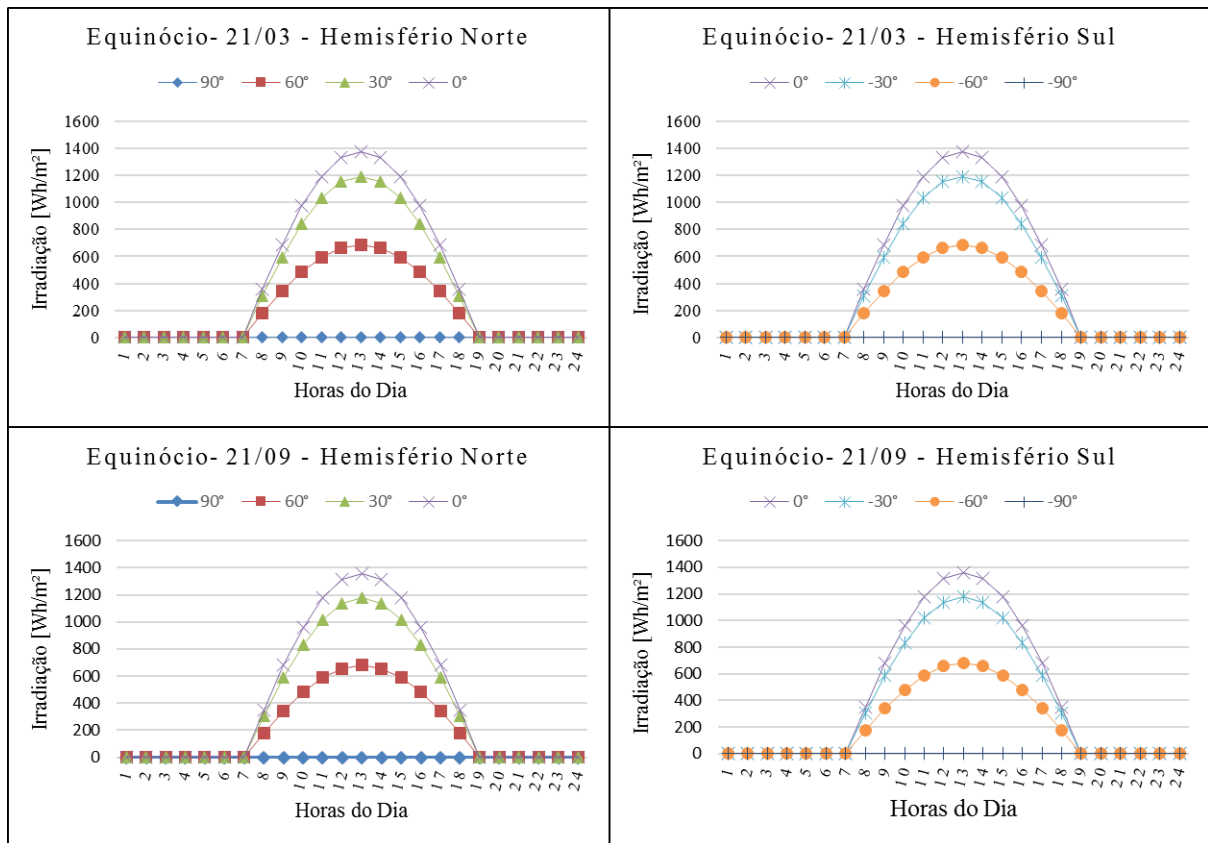 Equinócio- 21/03 - Hemisfério Norte
90° 60° 30° 0°
Irradiação [Wh/m²]
1600
1400
1200
1000
800
600
400
200
0
1 2 3 4 5 6 7 8 9 10 11 12 13 14 15 16 17 18 19 20 21 22 23 24
Horas do Dia
Equinócio- 21/03 - Hemisfério Sul
0° -30° -60° -90°
Irradiação [Wh/m²]
1600
1400
1200
1000
800
600
400
200
0
1 2 3 4 5 6 7 8 9 10 11 12 13 14 15 16 17 18 19 20 21 22 23 24
Horas do Dia
Equinócio- 21/09 - Hemisfério Norte
90° 60° 30° 0°
Irradiação [Wh/m²]
1600
1400
1200
1000
800
600
400
200
0
1 2 3 4 5 6 7 8 9 10 11 12 13 14 15 16 17 18 19 20 21 22 23 24
Horas do Dia
Equinócio- 21/09 - Hemisfério Sul
0° -30° -60° -90°
Irradiação [Wh/m²]
1600
1400
1200
1000
800
600
400
200
0
1 2 3 4 5 6 7 8 9 10 11 12 13 14 15 16 17 18 19 20 21 22 23 24
Horas do Dia